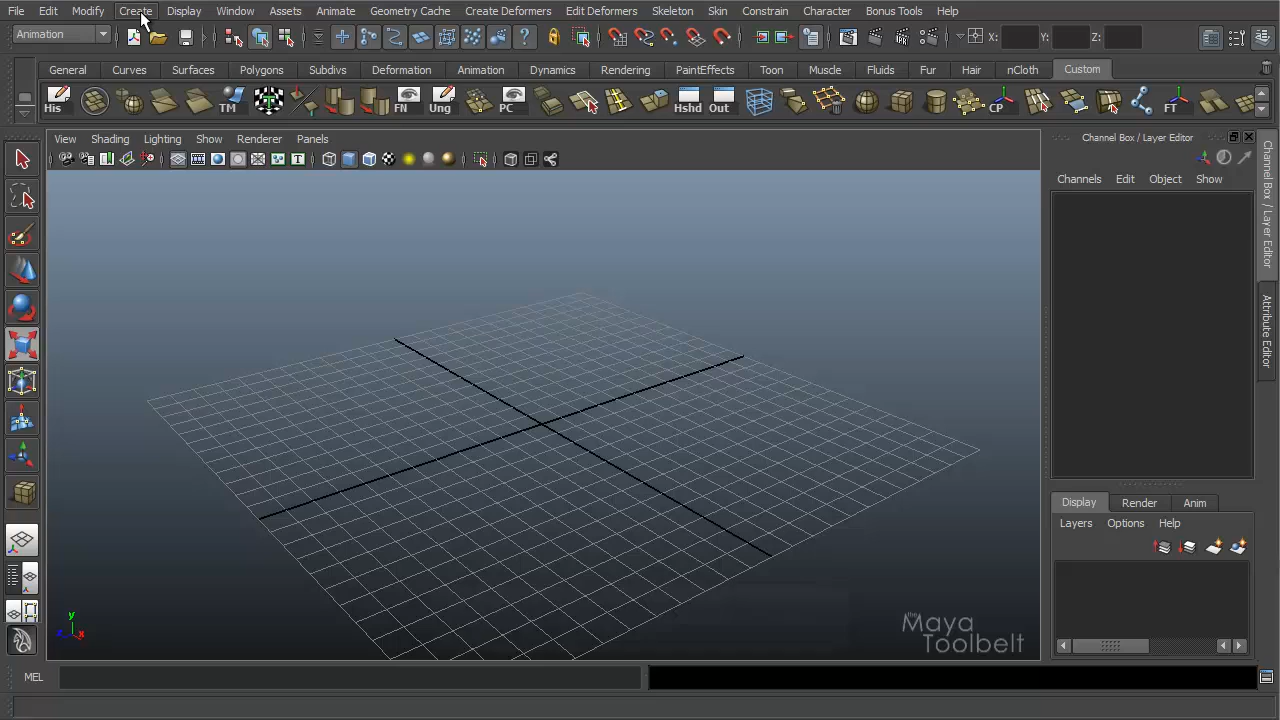 File Edit Modify Create Display Window Assets Animate Geometry Cache Create Deformers Edit Deformers Skeleton Skin Constrain Character Bonus Tools Help
Animation X: Y: Z:
General Curves Surfaces Polygons Subdivs Deformation Animation Dynamics Rendering PaintEffects Toon Muscle Fluids Fur Hair nCloth Custom
His TM FN Ung PC Hshd Out CP FT
View Shading Lighting Show Renderer Panels
Channel Box / Layer Editor
Channels Edit Object Show
Channel Box / Layer Editor
Attribute Editor
Display Render Anim
Layers Options Help
y
z x
the Maya
Toolbelt
MEL